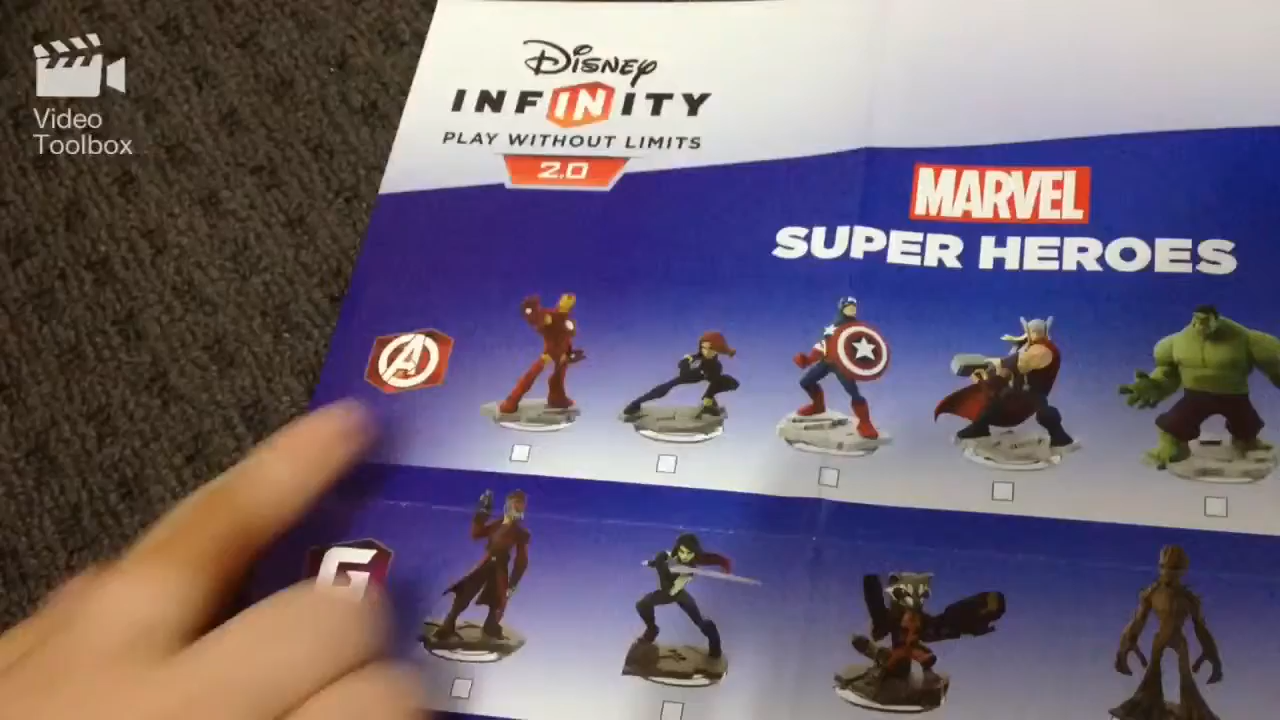 Video
Toolbox
DISNEY
INFINITY
PLAY WITHOUT LIMITS
2.0
MARVEL
SUPER HEROES
A
G